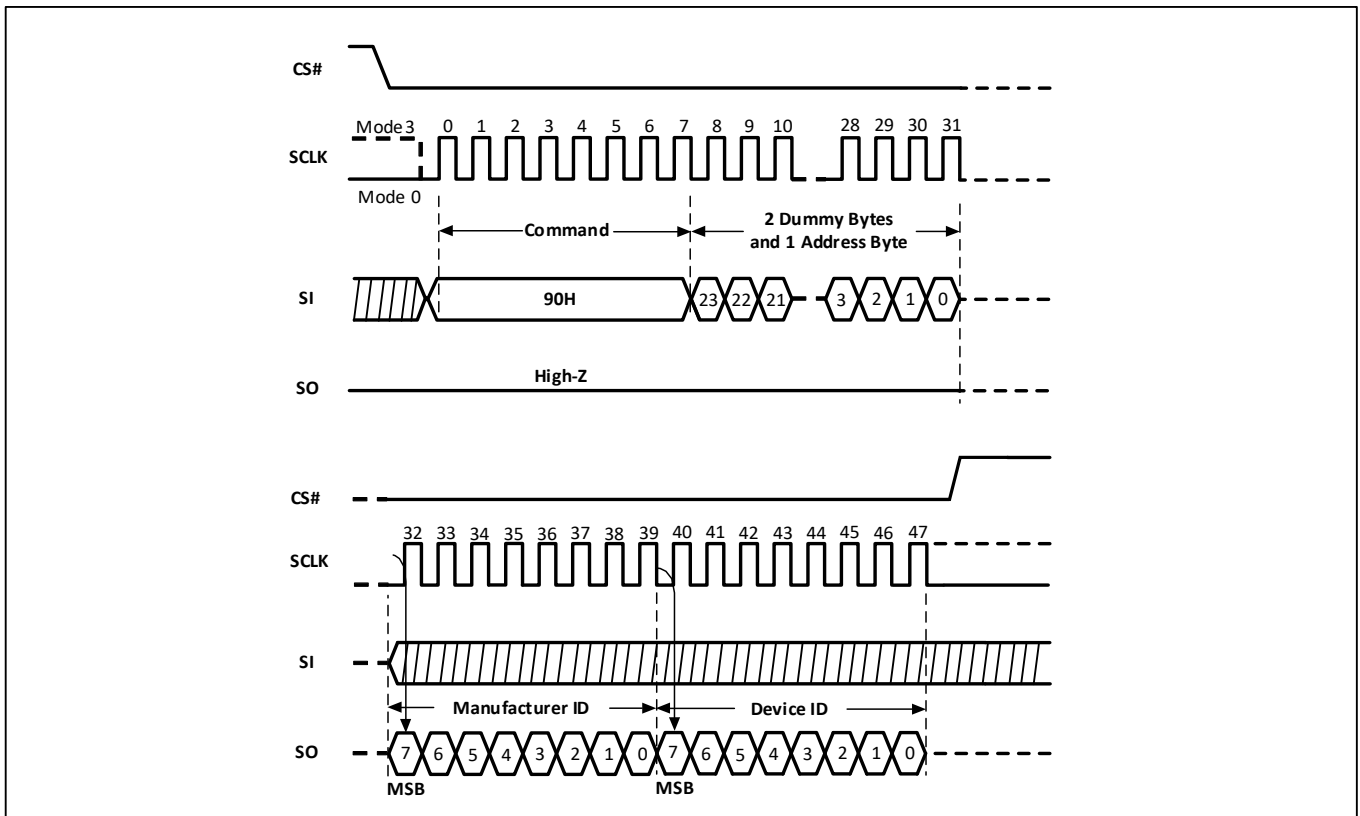 CS#
Mode 3 0 1 2 3 4 5 6 7 8 9 10 28 29 30 31
SCLK
Mode 0
Command
2 Dummy Bytes
and 1 Address Byte
SI 90H 23 22 21 3 2 1 0
High-Z
SO
CS#
32 33 34 35 36 37 38 39 40 41 42 43 44 45 46 47
SCLK
SI
Manufacturer ID Device ID
SO 7 6 5 4 3 2 1 0 7 6 5 4 3 2 1 0
MSB MSB